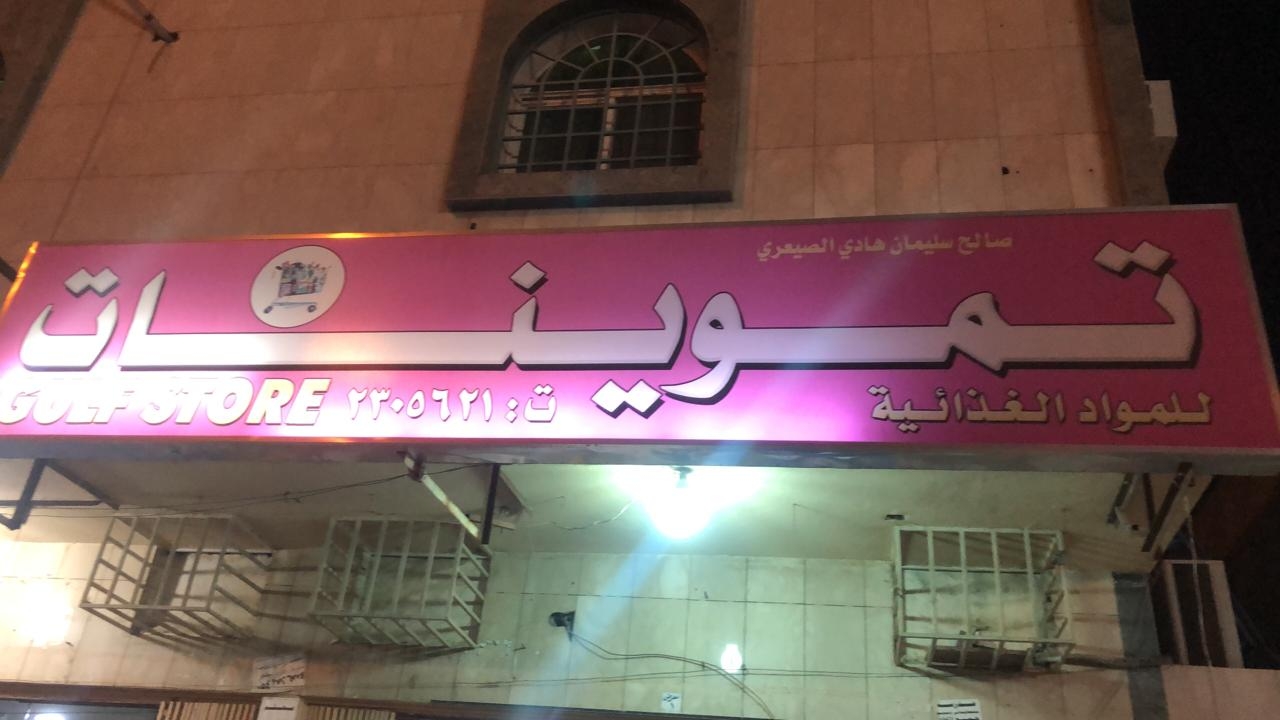 صالح سليمان هادي الصيعري
تموينات
للمواد الغذائية
ت: ٢٣٠٥٦٢١
GULF STORE